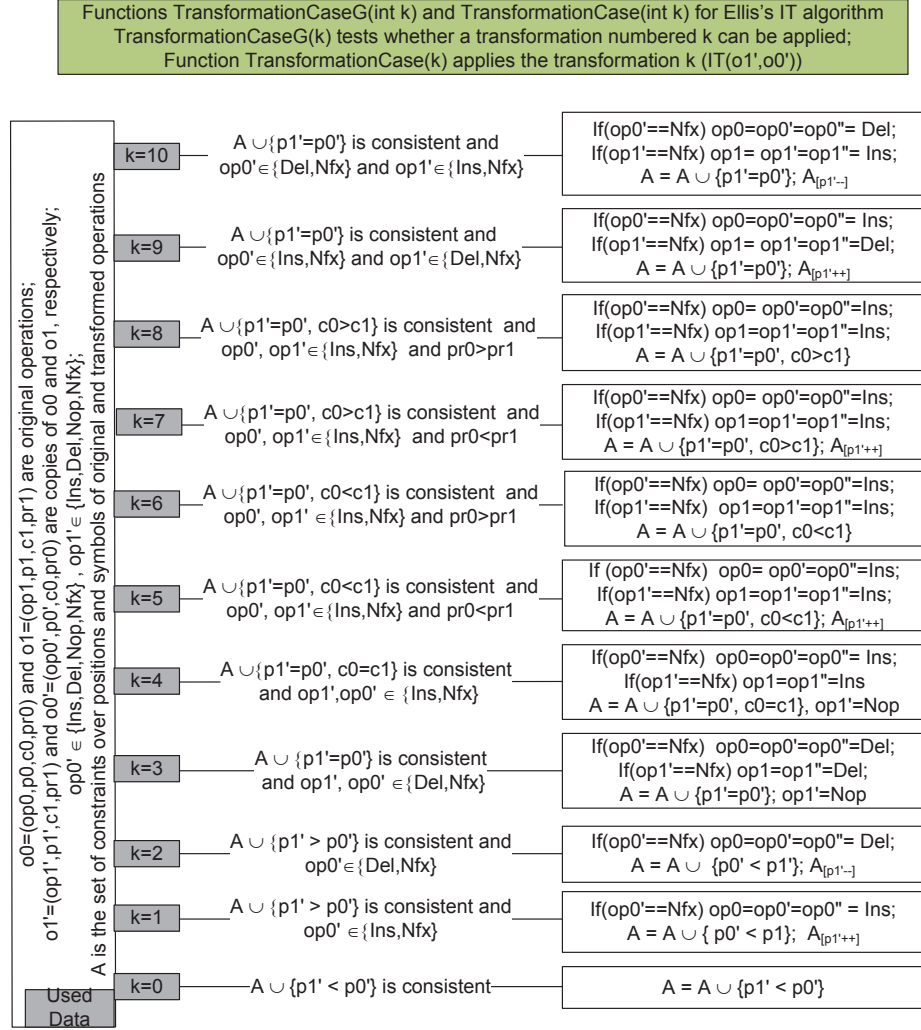 Functions TransformationCaseG(int k) and TransformationCase(int k) for Ellis's IT algorithm
TransformationCaseG(k) tests whether a transformation numbered k can be applied;
Function TransformationCase(k) applies the transformation k (IT(o1',o0'))
o0=(op0,p0,c0,pr0) and o1=(op1,p1,c1,pr1) are original operations;
o1'=(op1',p1',c1,pr1) and o0'=(op0',p0',c0,pr0) are copies of o0 and o1, respectively;
op0' ∈ {Ins,Del,Nop,Nfx} , op1' ∈ {Ins,Del,Nop,Nfx};
A is the set of constraints over positions and symbols of original and transformed operations
Used
Data
k=10
A ∪{p1'=p0'} is consistent and
op0'∈{Del,Nfx} and op1'∈{Ins,Nfx}
If(op0'==Nfx) op0=op0'=op0"= Del;
If(op1'==Nfx) op1= op1'=op1"= Ins;
A = A ∪ {p1'=p0'}; A[p1'--]
k=9
A ∪{p1'=p0'} is consistent and
op0'∈{Ins,Nfx} and op1'∈{Del,Nfx}
If(op0'==Nfx) op0=op0'=op0"= Ins;
If(op1'==Nfx) op1= op1'=op1"=Del;
A = A ∪ {p1'=p0'}; A[p1'++]
k=8
A ∪{p1'=p0', c0>c1} is consistent and
op0', op1'∈{Ins,Nfx} and pr0>pr1
If(op0'==Nfx) op0= op0'=op0"=Ins;
If(op1'==Nfx) op1=op1'=op1"=Ins;
A = A ∪ {p1'=p0', c0>c1}
k=7
A ∪{p1'=p0', c0>c1} is consistent and
op0', op1'∈{Ins,Nfx} and pr0<pr1
If(op0'==Nfx) op0= op0'=op0"=Ins;
If(op1'==Nfx) op1=op1'=op1"=Ins;
A = A ∪ {p1'=p0', c0>c1}; A[p1'++]
k=6
A ∪{p1'=p0', c0<c1} is consistent and
op0', op1' ∈{Ins,Nfx} and pr0>pr1
If(op0'==Nfx) op0= op0'=op0"=Ins;
If(op1'==Nfx) op1=op1'=op1"=Ins;
A = A ∪ {p1'=p0', c0<c1}
k=5
A ∪{p1'=p0', c0<c1} is consistent and
op0', op1'∈{Ins,Nfx} and pr0<pr1
If (op0'==Nfx) op0= op0'=op0"=Ins;
If(op1'==Nfx) op1=op1'=op1"=Ins;
A = A ∪ {p1'=p0', c0<c1}; A[p1'++]
k=4
A ∪{p1'=p0', c0=c1} is consistent
and op1',op0' ∈ {Ins,Nfx}
If(op0'==Nfx) op0=op0'=op0"= Ins;
If(op1'==Nfx) op1=op1"=Ins
A = A ∪ {p1'=p0', c0=c1}, op1'=Nop
k=3
A ∪ {p1'=p0'} is consistent
and op1', op0' ∈{Del,Nfx}
If(op0'==Nfx) op0=op0'=op0"=Del;
If(op1'==Nfx) op1=op1"=Del;
A = A ∪ {p1'=p0'}; op1'=Nop
k=2
A ∪ {p1' > p0'} is consistent and
op0'∈{Del,Nfx}
If(op0'==Nfx) op0=op0'=op0"= Del;
A = A ∪ {p0' < p1'}; A[p1'--]
k=1
A ∪ {p1' > p0'} is consistent and
op0' ∈{Ins,Nfx}
If(op0'==Nfx) op0=op0'=op0" = Ins;
A = A ∪ { p0' < p1}; A[p1'++]
k=0
A ∪ {p1' < p0'} is consistent
A = A ∪ {p1' < p0'}